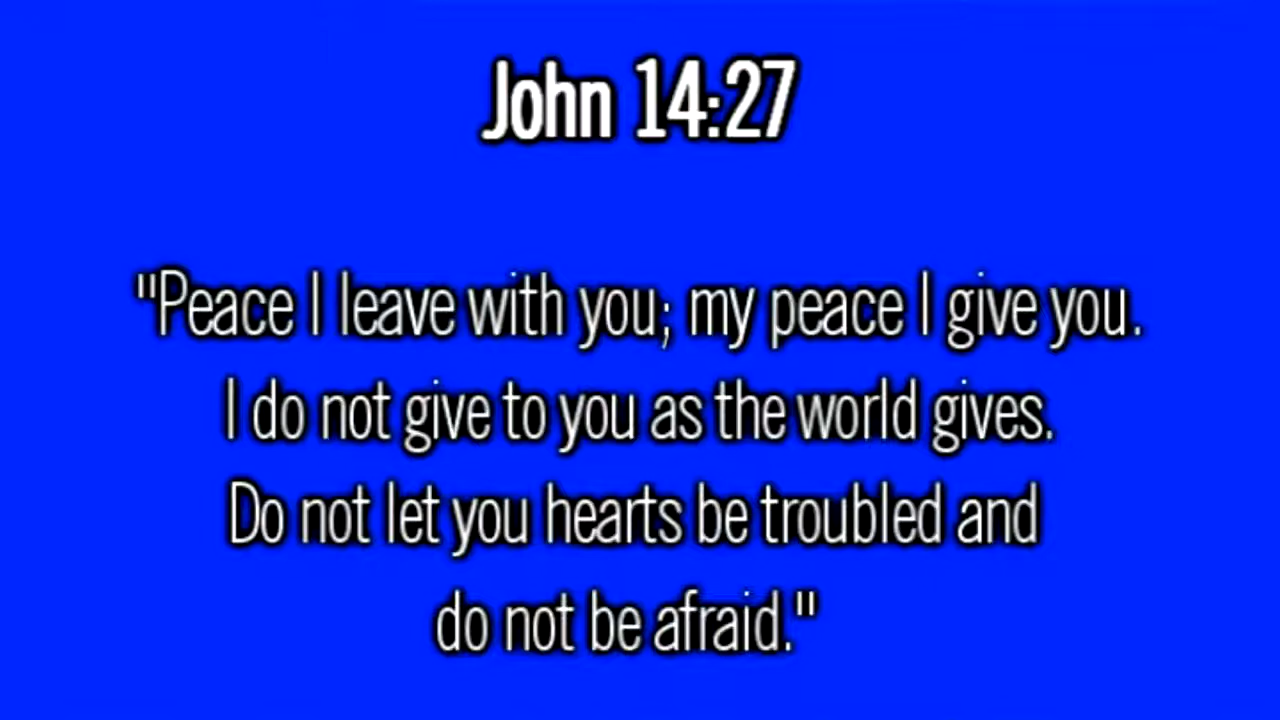 John 14:27
"Peace I leave with you; my peace I give you.
I do not give to you as the world gives.
Do not let you hearts be troubled and
do not be afraid."